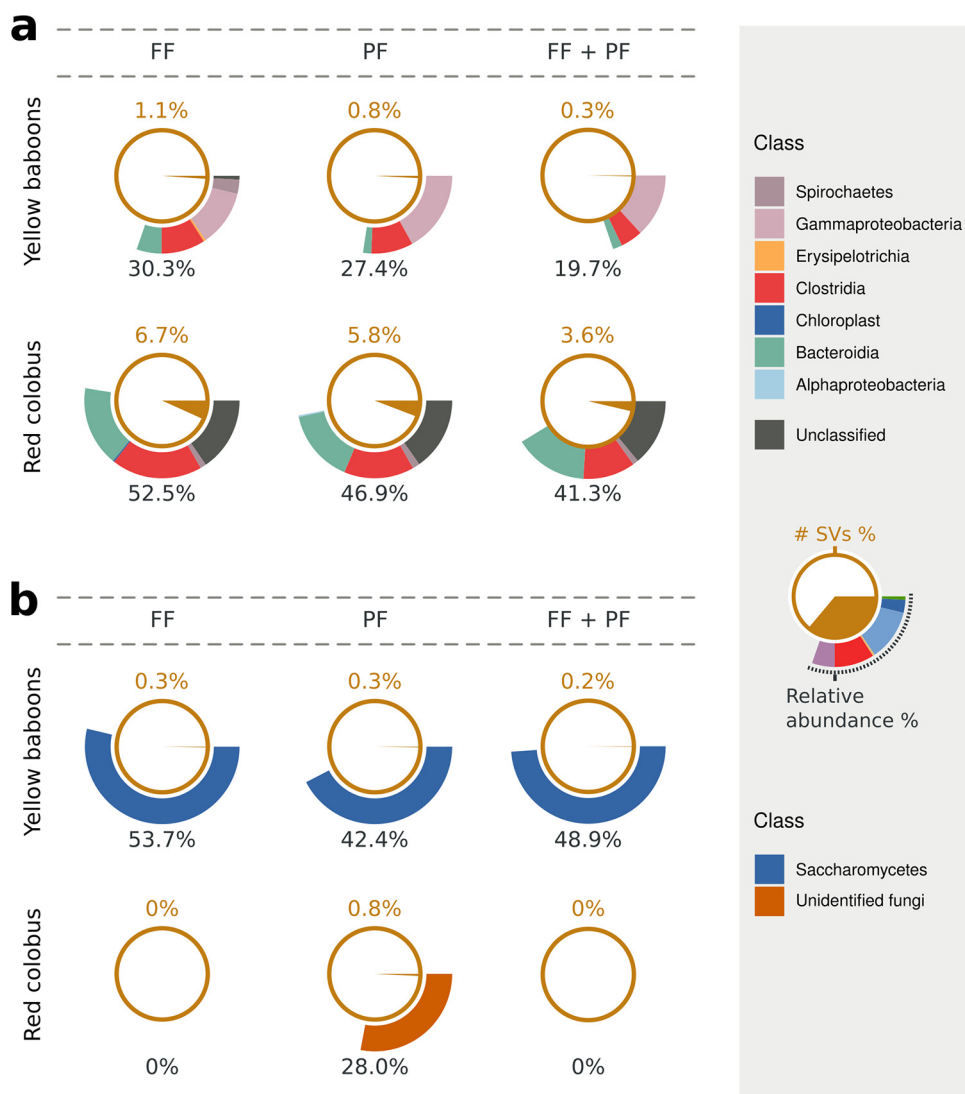 a
FF PF FF + PF
Yellow baboons
1.1% 0.8% 0.3%
30.3% 27.4% 19.7%
Red colobus
6.7% 5.8% 3.6%
52.5% 46.9% 41.3%
b
FF PF FF + PF
Yellow baboons
0.3% 0.3% 0.2%
53.7% 42.4% 48.9%
Red colobus
0% 0.8% 0%
0% 28.0% 0%
Class
Spirochaetes
Gammaproteobacteria
Erysipelotrichia
Clostridia
Chloroplast
Bacteroidia
Alphaproteobacteria
Unclassified
# SVs %
Relative
abundance %
Class
Saccharomycetes
Unidentified fungi